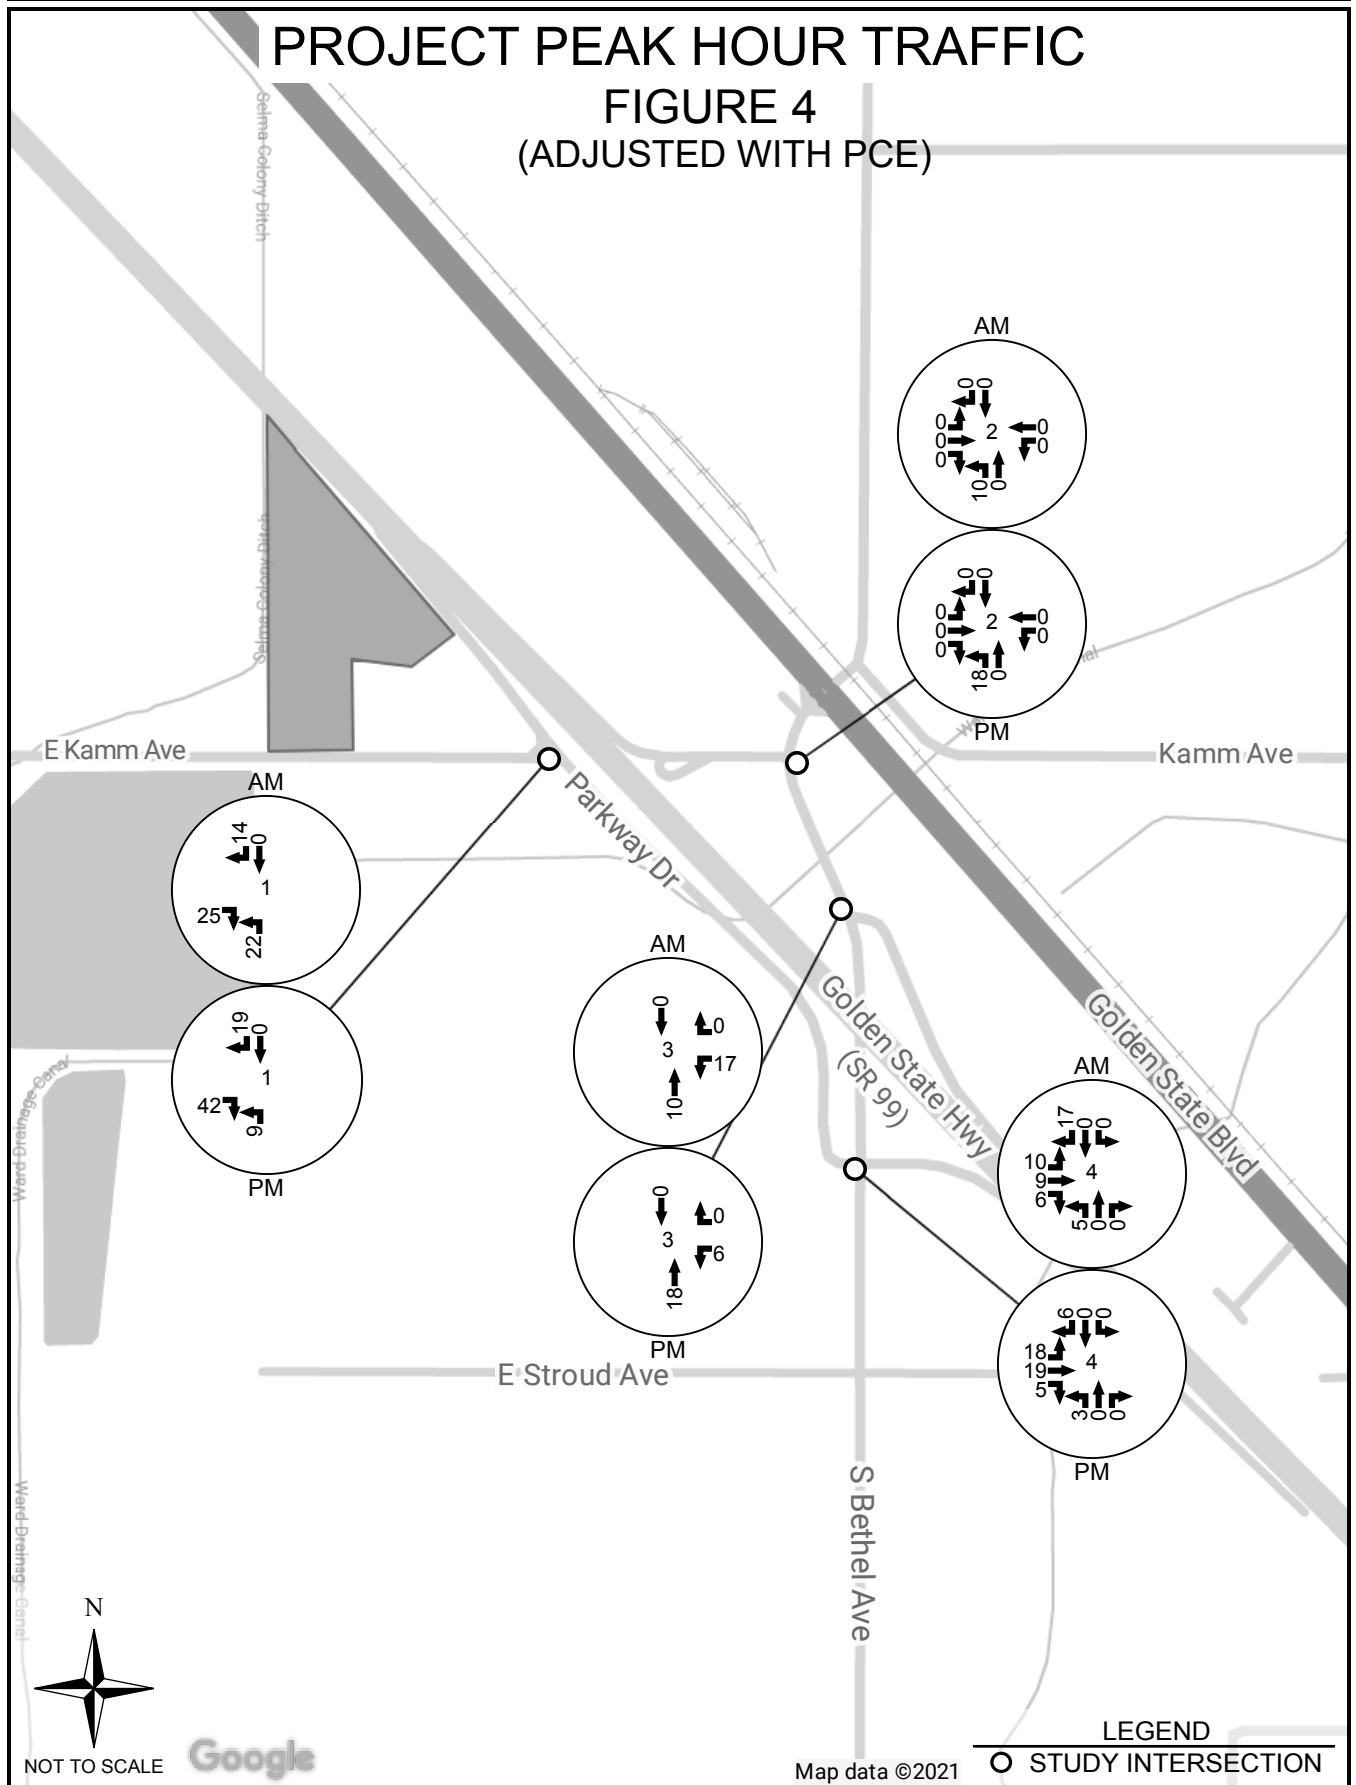 PROJECT PEAK HOUR TRAFFIC
FIGURE 4
(ADJUSTED WITH PCE)
Selma Colony Ditch
Selma Colony Ditch
AM
0 0
0
0
0
2
0
0
10 0
0 0
0
0
0
2
0
0
18 0
PM
E Kamm Ave
Kamm Ave
Parkway Dr
AM
14 0
1
25
22
19 0
1
42
9
PM
Ward Drainage Canal
AM
0
0
3
17
10
0
0
3
6
18
PM
Golden State Hwy
(SR 99)
Golden State Blvd
AM
17 0 0
10
9
6
4
5 0 0
6 0 0
18
19
5
4
3 0 0
PM
E Stroud Ave
S Bethel Ave
Ward Drainage Canal
N
NOT TO SCALE
Google
Map data ©2021
LEGEND
STUDY INTERSECTION